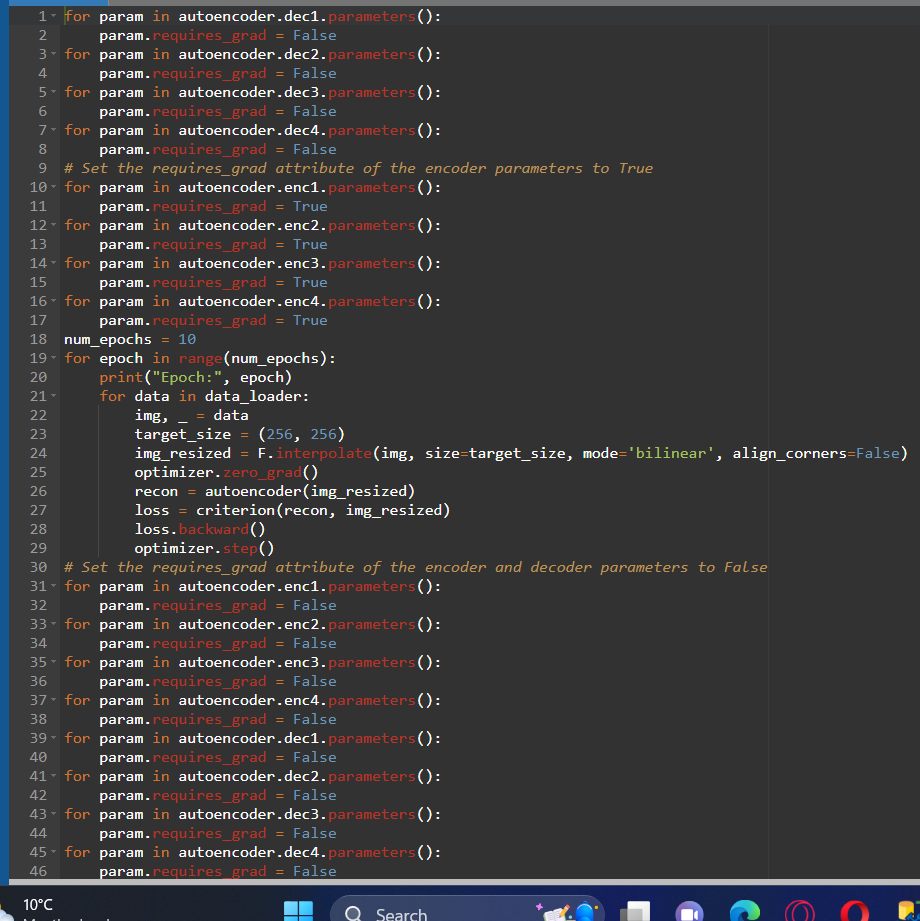 1 for param in autoencoder.dec1.parameters():
2     param.requires_grad = False
3 for param in autoencoder.dec2.parameters():
4     param.requires_grad = False
5 for param in autoencoder.dec3.parameters():
6     param.requires_grad = False
7 for param in autoencoder.dec4.parameters():
8     param.requires_grad = False
9 # Set the requires_grad attribute of the encoder parameters to True
10 for param in autoencoder.enc1.parameters():
11     param.requires_grad = True
12 for param in autoencoder.enc2.parameters():
13     param.requires_grad = True
14 for param in autoencoder.enc3.parameters():
15     param.requires_grad = True
16 for param in autoencoder.enc4.parameters():
17     param.requires_grad = True
18 num_epochs = 10
19 for epoch in range(num_epochs):
20     print("Epoch:", epoch)
21     for data in data_loader:
22         img, _ = data
23         target_size = (256, 256)
24         img_resized = F.interpolate(img, size=target_size, mode='bilinear', align_corners=False)
25         optimizer.zero_grad()
26         recon = autoencoder(img_resized)
27         loss = criterion(recon, img_resized)
28         loss.backward()
29         optimizer.step()
30 # Set the requires_grad attribute of the encoder and decoder parameters to False
31 for param in autoencoder.enc1.parameters():
32     param.requires_grad = False
33 for param in autoencoder.enc2.parameters():
34     param.requires_grad = False
35 for param in autoencoder.enc3.parameters():
36     param.requires_grad = False
37 for param in autoencoder.enc4.parameters():
38     param.requires_grad = False
39 for param in autoencoder.dec1.parameters():
40     param.requires_grad = False
41 for param in autoencoder.dec2.parameters():
42     param.requires_grad = False
43 for param in autoencoder.dec3.parameters():
44     param.requires_grad = False
45 for param in autoencoder.dec4.parameters():
46     param.requires_grad = False
10°C
Search